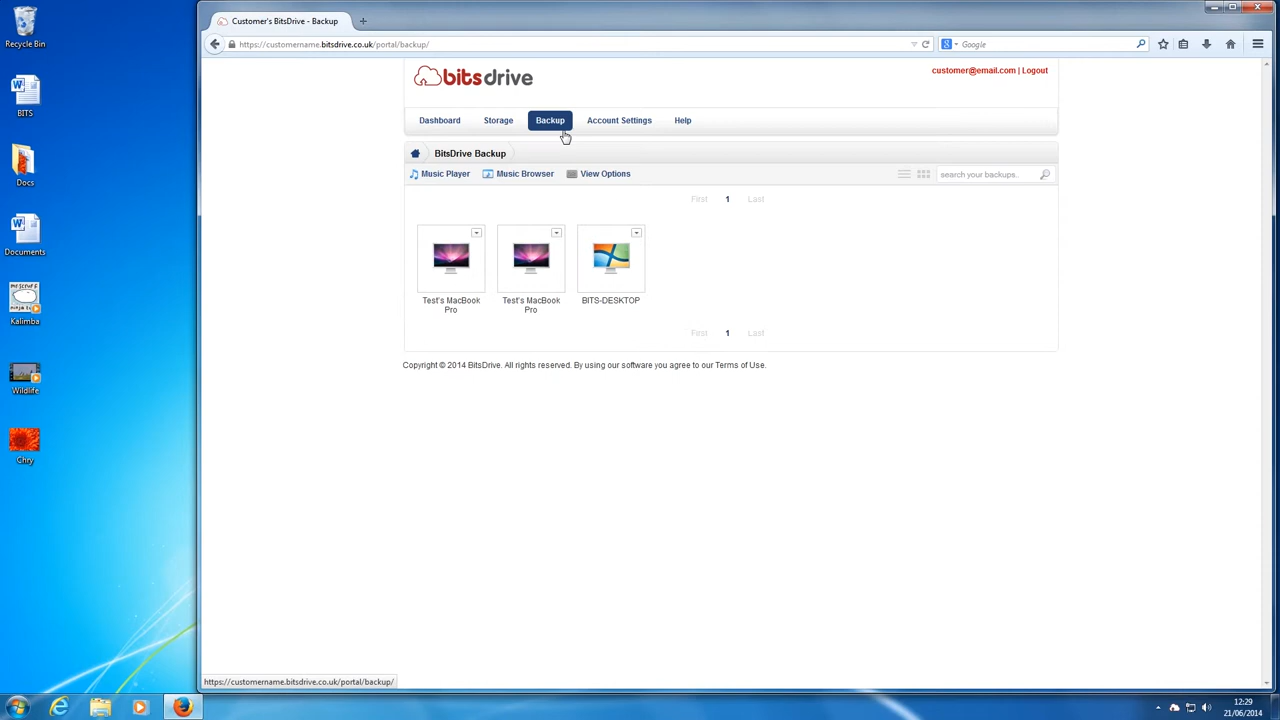 Customer's BitsDrive - Backup
https://customername.bitsdrive.co.uk/portal/backup/
Google
bitsdrive
customer@email.com | Logout
Dashboard Storage Backup Account Settings Help
BitsDrive Backup
Music Player Music Browser View Options search your backups..
First 1 Last
Test's MacBook Pro
Test's MacBook Pro
BITS-DESKTOP
First 1 Last
Copyright © 2014 BitsDrive. All rights reserved. By using our software you agree to our Terms of Use.
Recycle Bin
BITS
Docs
Documents
Kalimba
Wildlife
Chry
https://customername.bitsdrive.co.uk/portal/backup/
12:29
21/06/2014